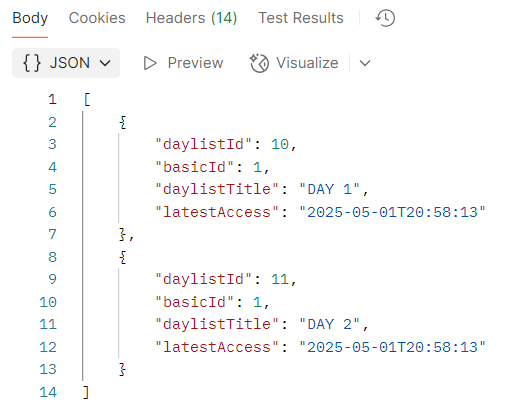 Body Cookies Headers (14) Test Results
{} JSON Preview Visualize
1 [
2 {
3 "daylistId": 10,
4 "basicId": 1,
5 "daylistTitle": "DAY 1",
6 "latestAccess": "2025-05-01T20:58:13"
7 },
8 {
9 "daylistId": 11,
10 "basicId": 1,
11 "daylistTitle": "DAY 2",
12 "latestAccess": "2025-05-01T20:58:13"
13 }
14 ]